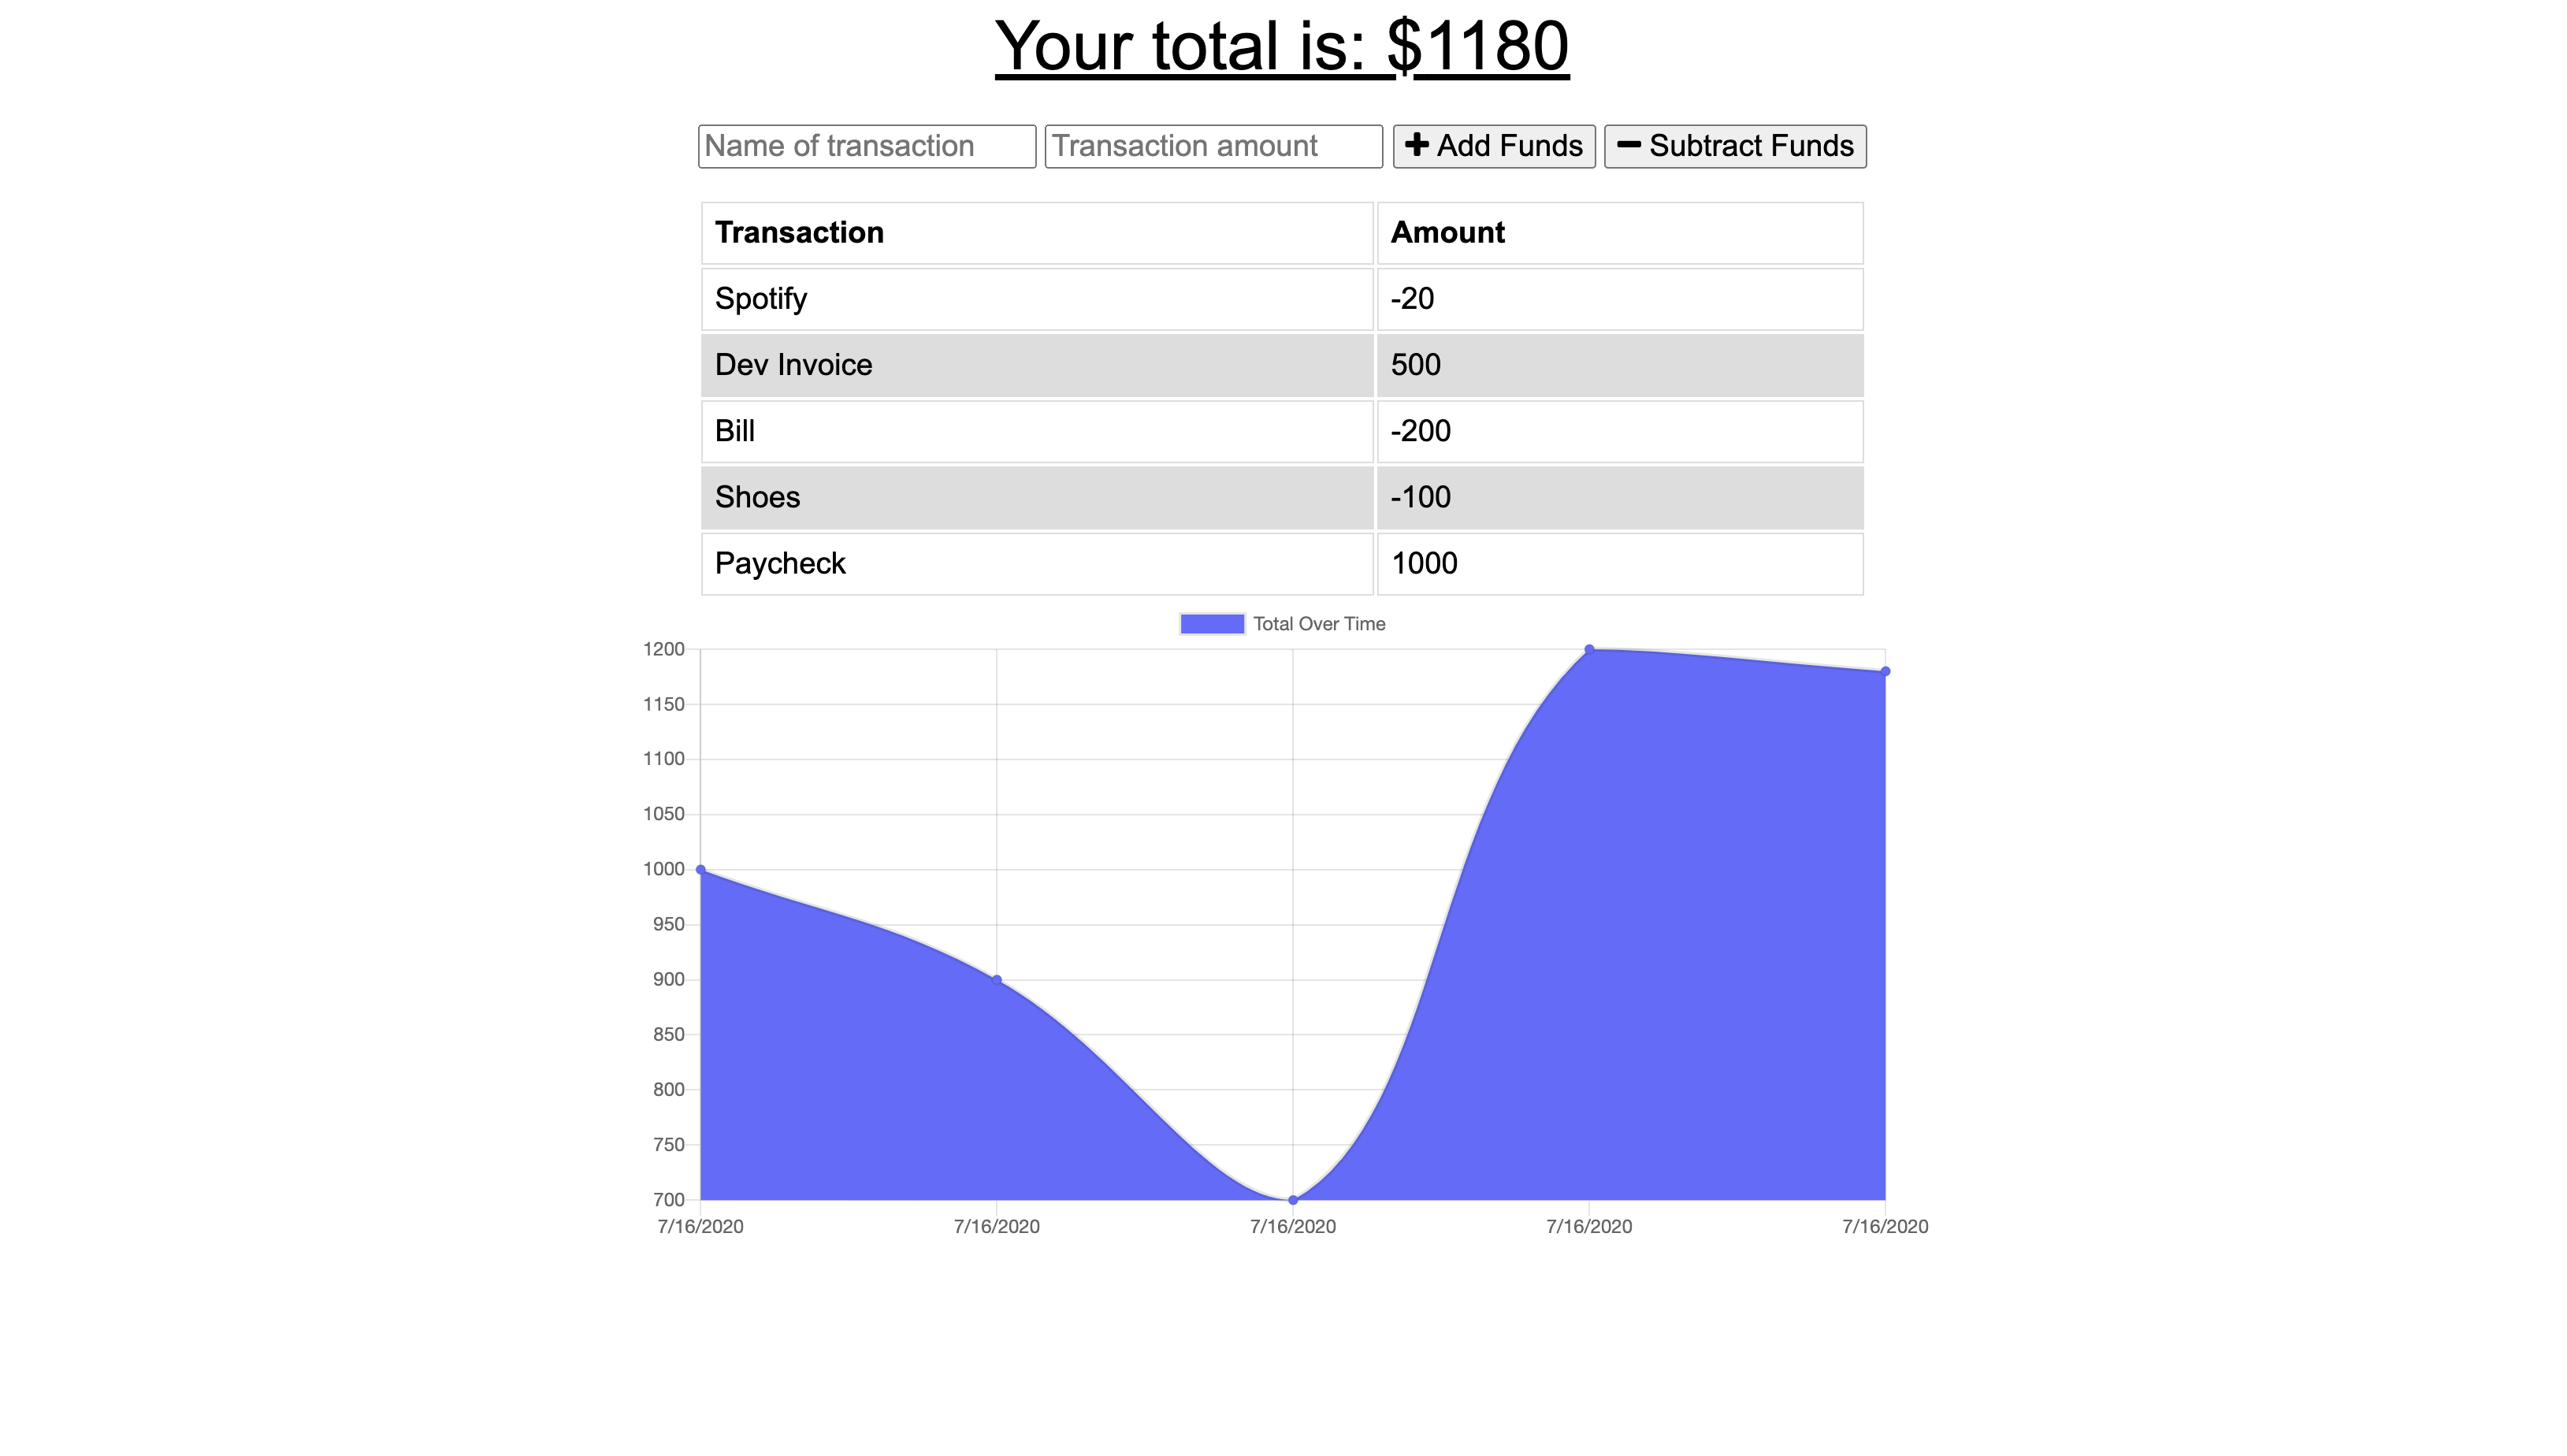 Your total is: $1180
Name of transaction Transaction amount + Add Funds − Subtract Funds
Transaction Amount
Spotify -20
Dev Invoice 500
Bill -200
Shoes -100
Paycheck 1000
Total Over Time
1200
1150
1100
1050
1000
950
900
850
800
750
700
7/16/2020 7/16/2020 7/16/2020 7/16/2020 7/16/2020